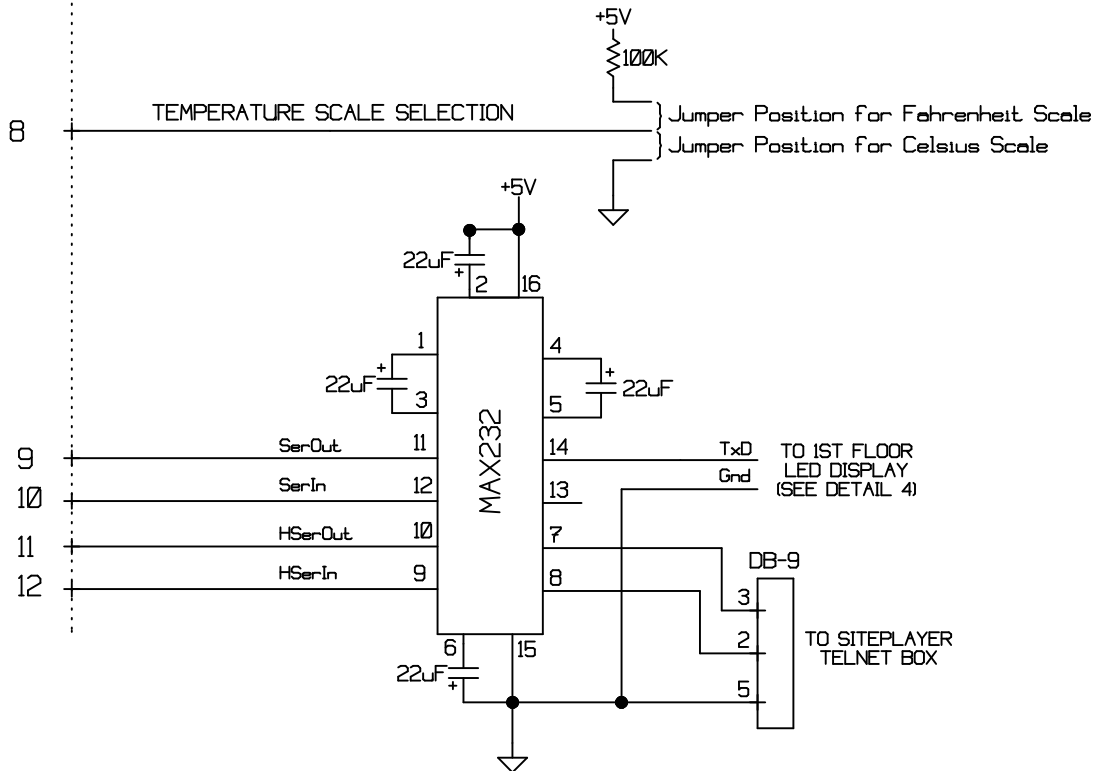 +5V
100K
TEMPERATURE SCALE SELECTION
Jumper Position for Fahrenheit Scale
8
Jumper Position for Celsius Scale
+5V
22uF
+
2
16
1
4
+
22uF
+
22uF
3
5
MAX232
9
SerOut
11
14
TxD
TO 1ST FLOOR
LED DISPLAY
(SEE DETAIL 4)
Gnd
10
SerIn
12
13
11
HSerOut
10
7
12
HSerIn
9
8
DB-9
3
2
5
TO SITEPLAYER
TELNET BOX
6
15
22uF
+